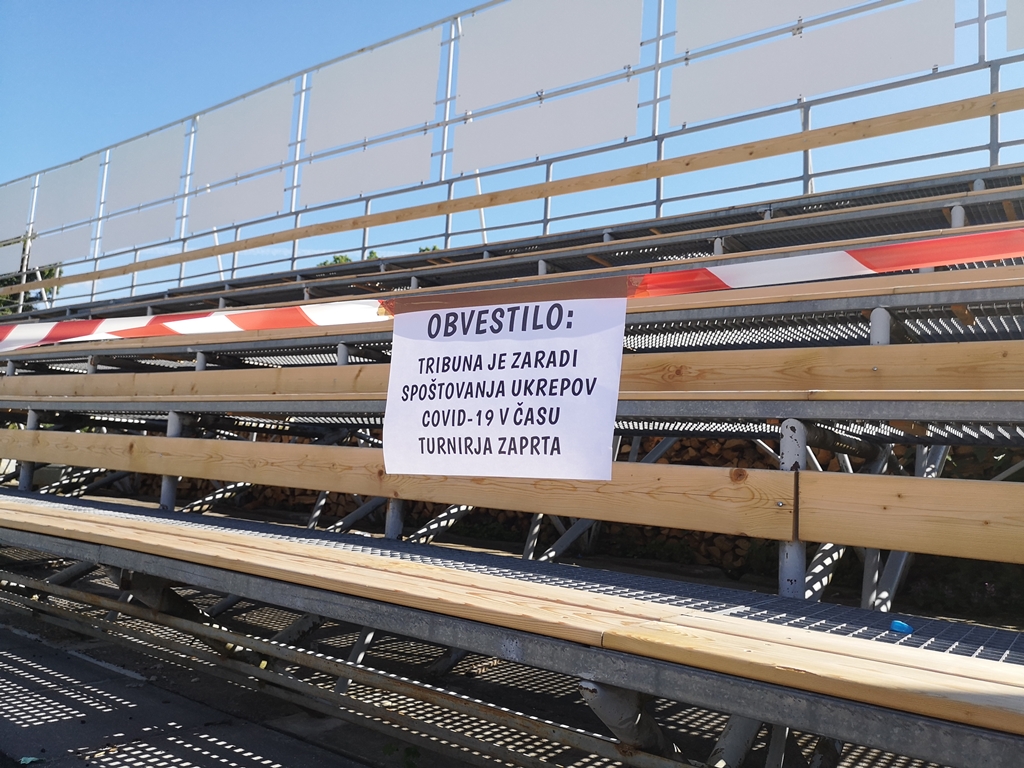 OBVESTILO:
TRIBUNA JE ZARADI
SPOŠTOVANJA UKREPOV
COVID-19 V ČASU
TURNIRJA ZAPRTA